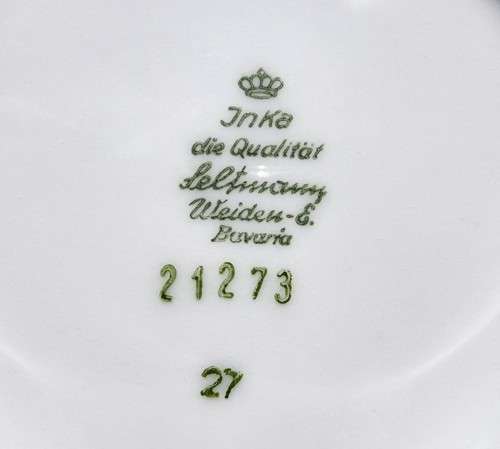 Inka
die Qualität
Seltmann
Weiden-E.
Bavaria
21273
27